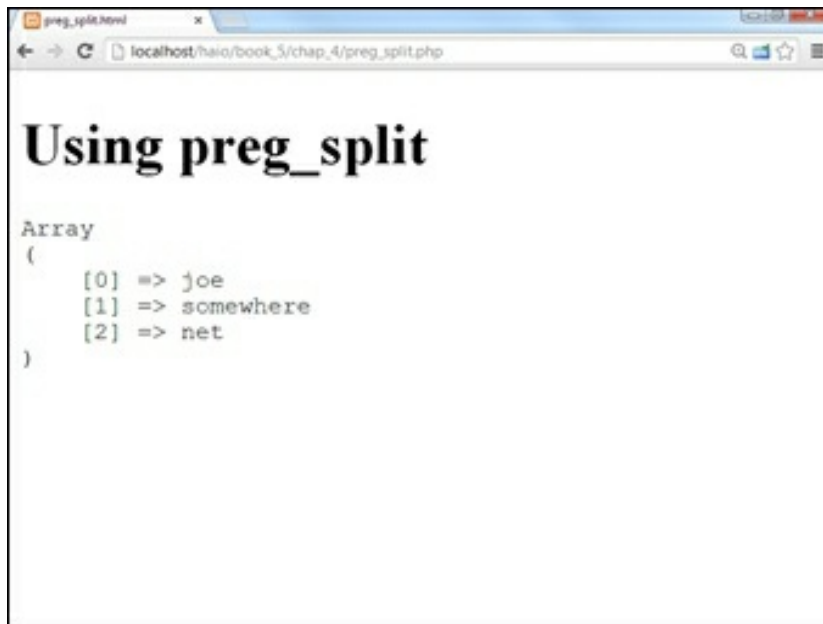 preg_split.html
localhost/haio/book_5/chap_4/preg_split.php
Using preg_split
Array
(
[0] => joe
[1] => somewhere
[2] => net
)